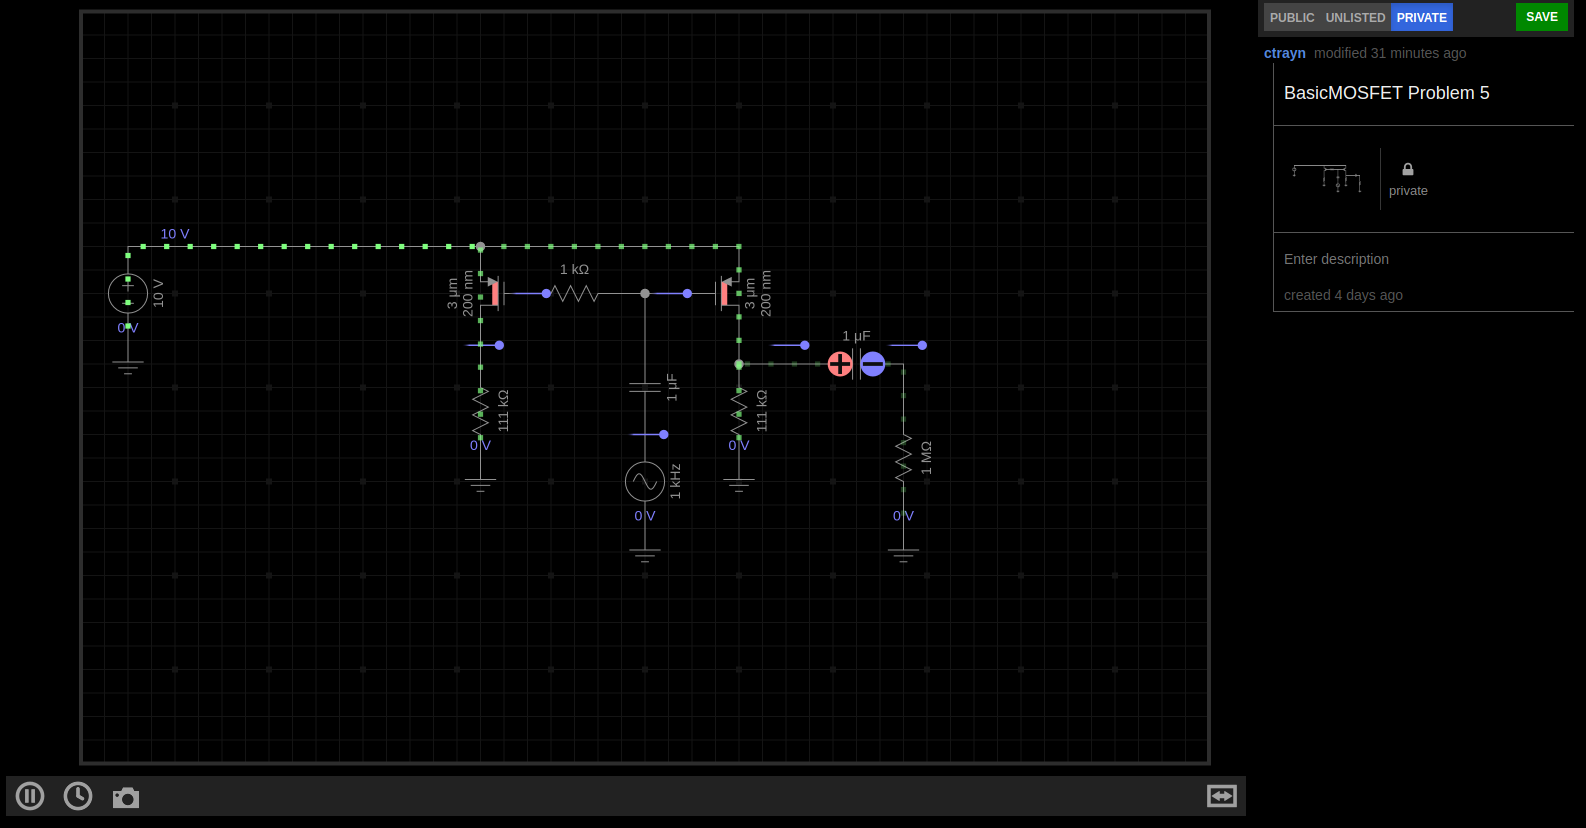 PUBLIC UNLISTED PRIVATE SAVE
ctrayn modified 31 minutes ago
BasicMOSFET Problem 5
private
Enter description
created 4 days ago
10 V
10 V
0 V
3 μm
200 nm
1 kΩ
3 μm
200 nm
1 μF
1 μF
111 kΩ
111 kΩ
0 V
0 V
1 MΩ
1 kHz
0 V
0 V